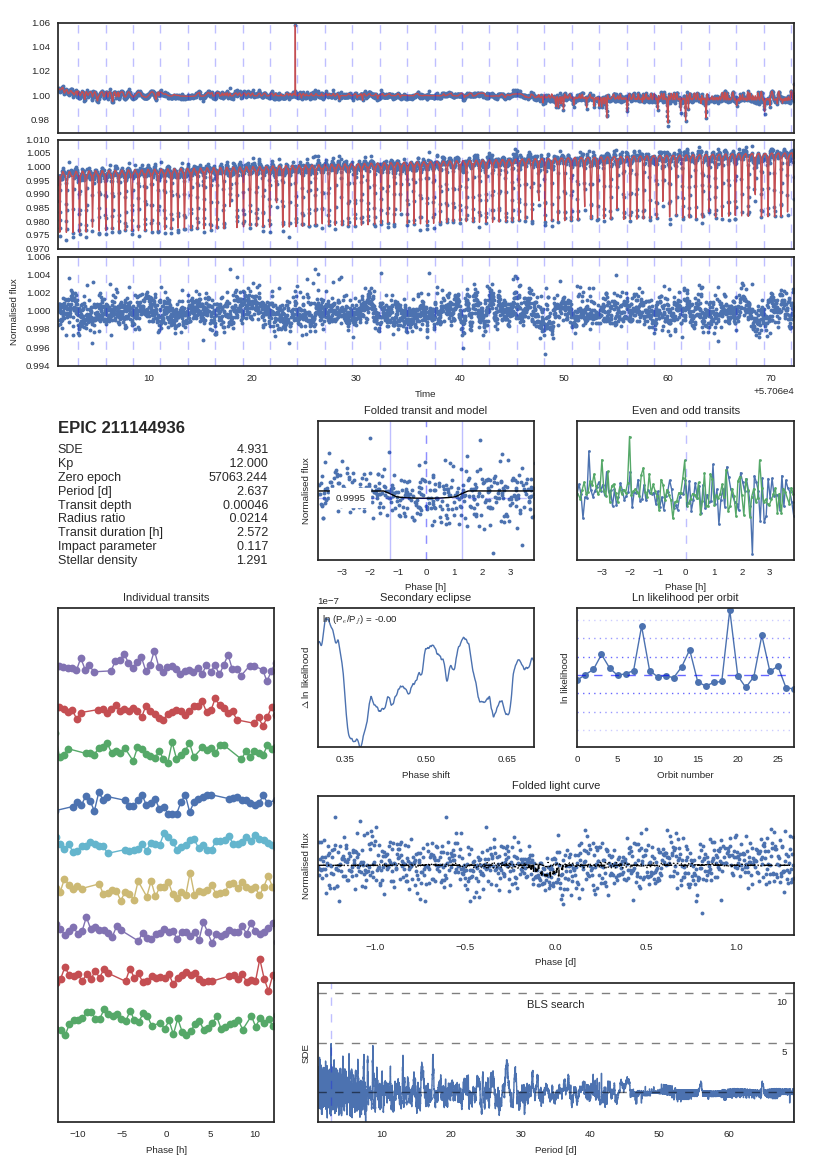 1.06
1.04
1.02
1.00
0.98
1.010
1.005
1.000
0.995
0.990
0.985
0.980
0.975
0.970
1.006
1.004
1.002
1.000
0.998
0.996
0.994
Normalised flux
10 20 30 40 50 60 70
Time
+5.706e4
EPIC 211144936
SDE 4.931
Kp 12.000
Zero epoch 57063.244
Period [d] 2.637
Transit depth 0.00046
Radius ratio 0.0214
Transit duration [h] 2.572
Impact parameter 0.117
Stellar density 1.291
Folded transit and model
Normalised flux
0.9995
−3 −2 −1 0 1 2 3
Phase [h]
Even and odd transits
−3 −2 −1 0 1 2 3
Phase [h]
Individual transits
−10 −5 0 5 10
Phase [h]
Secondary eclipse
1e−7
ln (Pₑ/P𝑓) = -0.00
Δ ln likelihood
0.35 0.50 0.65
Phase shift
Ln likelihood per orbit
ln likelihood
0 5 10 15 20 25
Orbit number
Folded light curve
Normalised flux
−1.0 −0.5 0.0 0.5 1.0
Phase [d]
BLS search
10
5
SDE
10 20 30 40 50 60
Period [d]